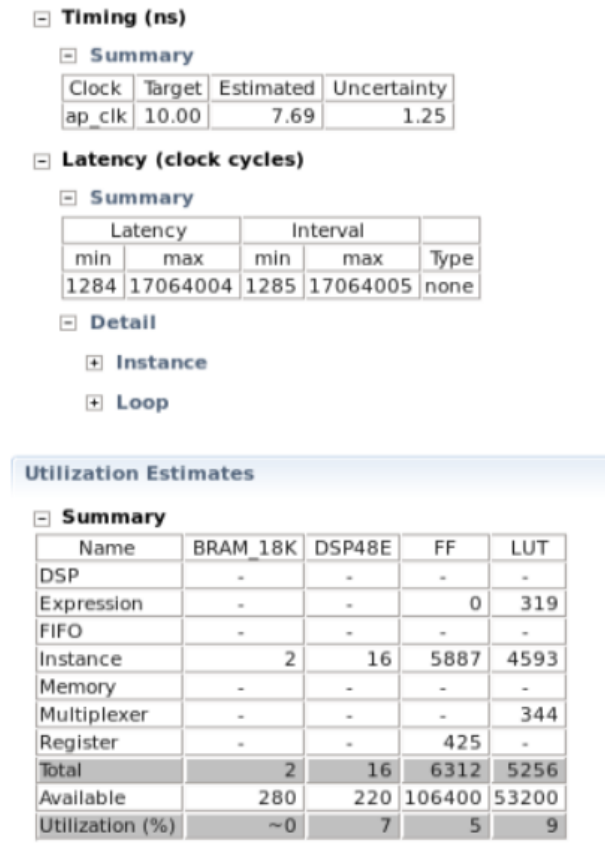 Timing (ns)
Summary
Clock Target Estimated Uncertainty
ap_clk 10.00 7.69 1.25
Latency (clock cycles)
Summary
Latency Interval
min max min max Type
1284 17064004 1285 17064005 none
Detail
Instance
Loop
Utilization Estimates
Summary
Name BRAM_18K DSP48E FF LUT
DSP - - - -
Expression - - 0 319
FIFO - - - -
Instance 2 16 5887 4593
Memory - - - -
Multiplexer - - - 344
Register - - 425 -
Total 2 16 6312 5256
Available 280 220 106400 53200
Utilization (%) ~0 7 5 9